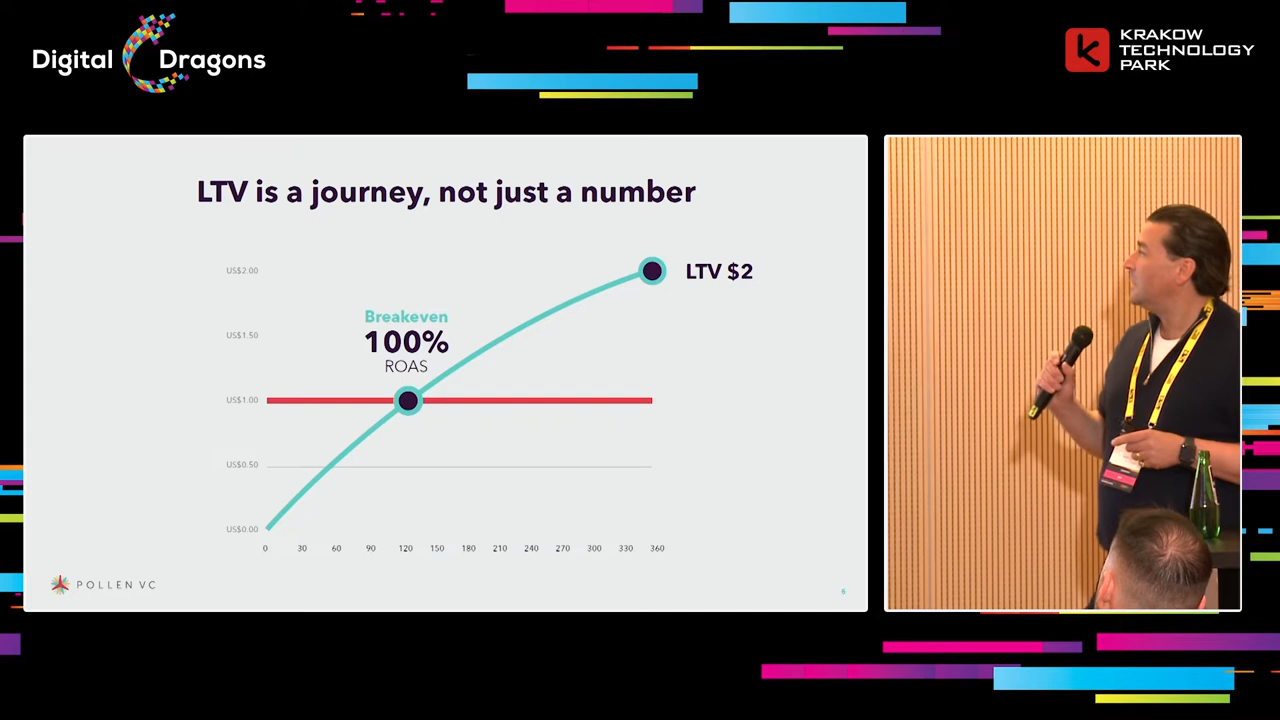 Digital Dragons
KRAKOW
TECHNOLOGY
PARK
LTV is a journey, not just a number
US$2.00
LTV $2
Breakeven
US$1.50
100%
ROAS
US$1.00
US$0.50
US$0.00
0 30 60 90 120 150 180 210 240 270 300 330 360
POLLEN VC